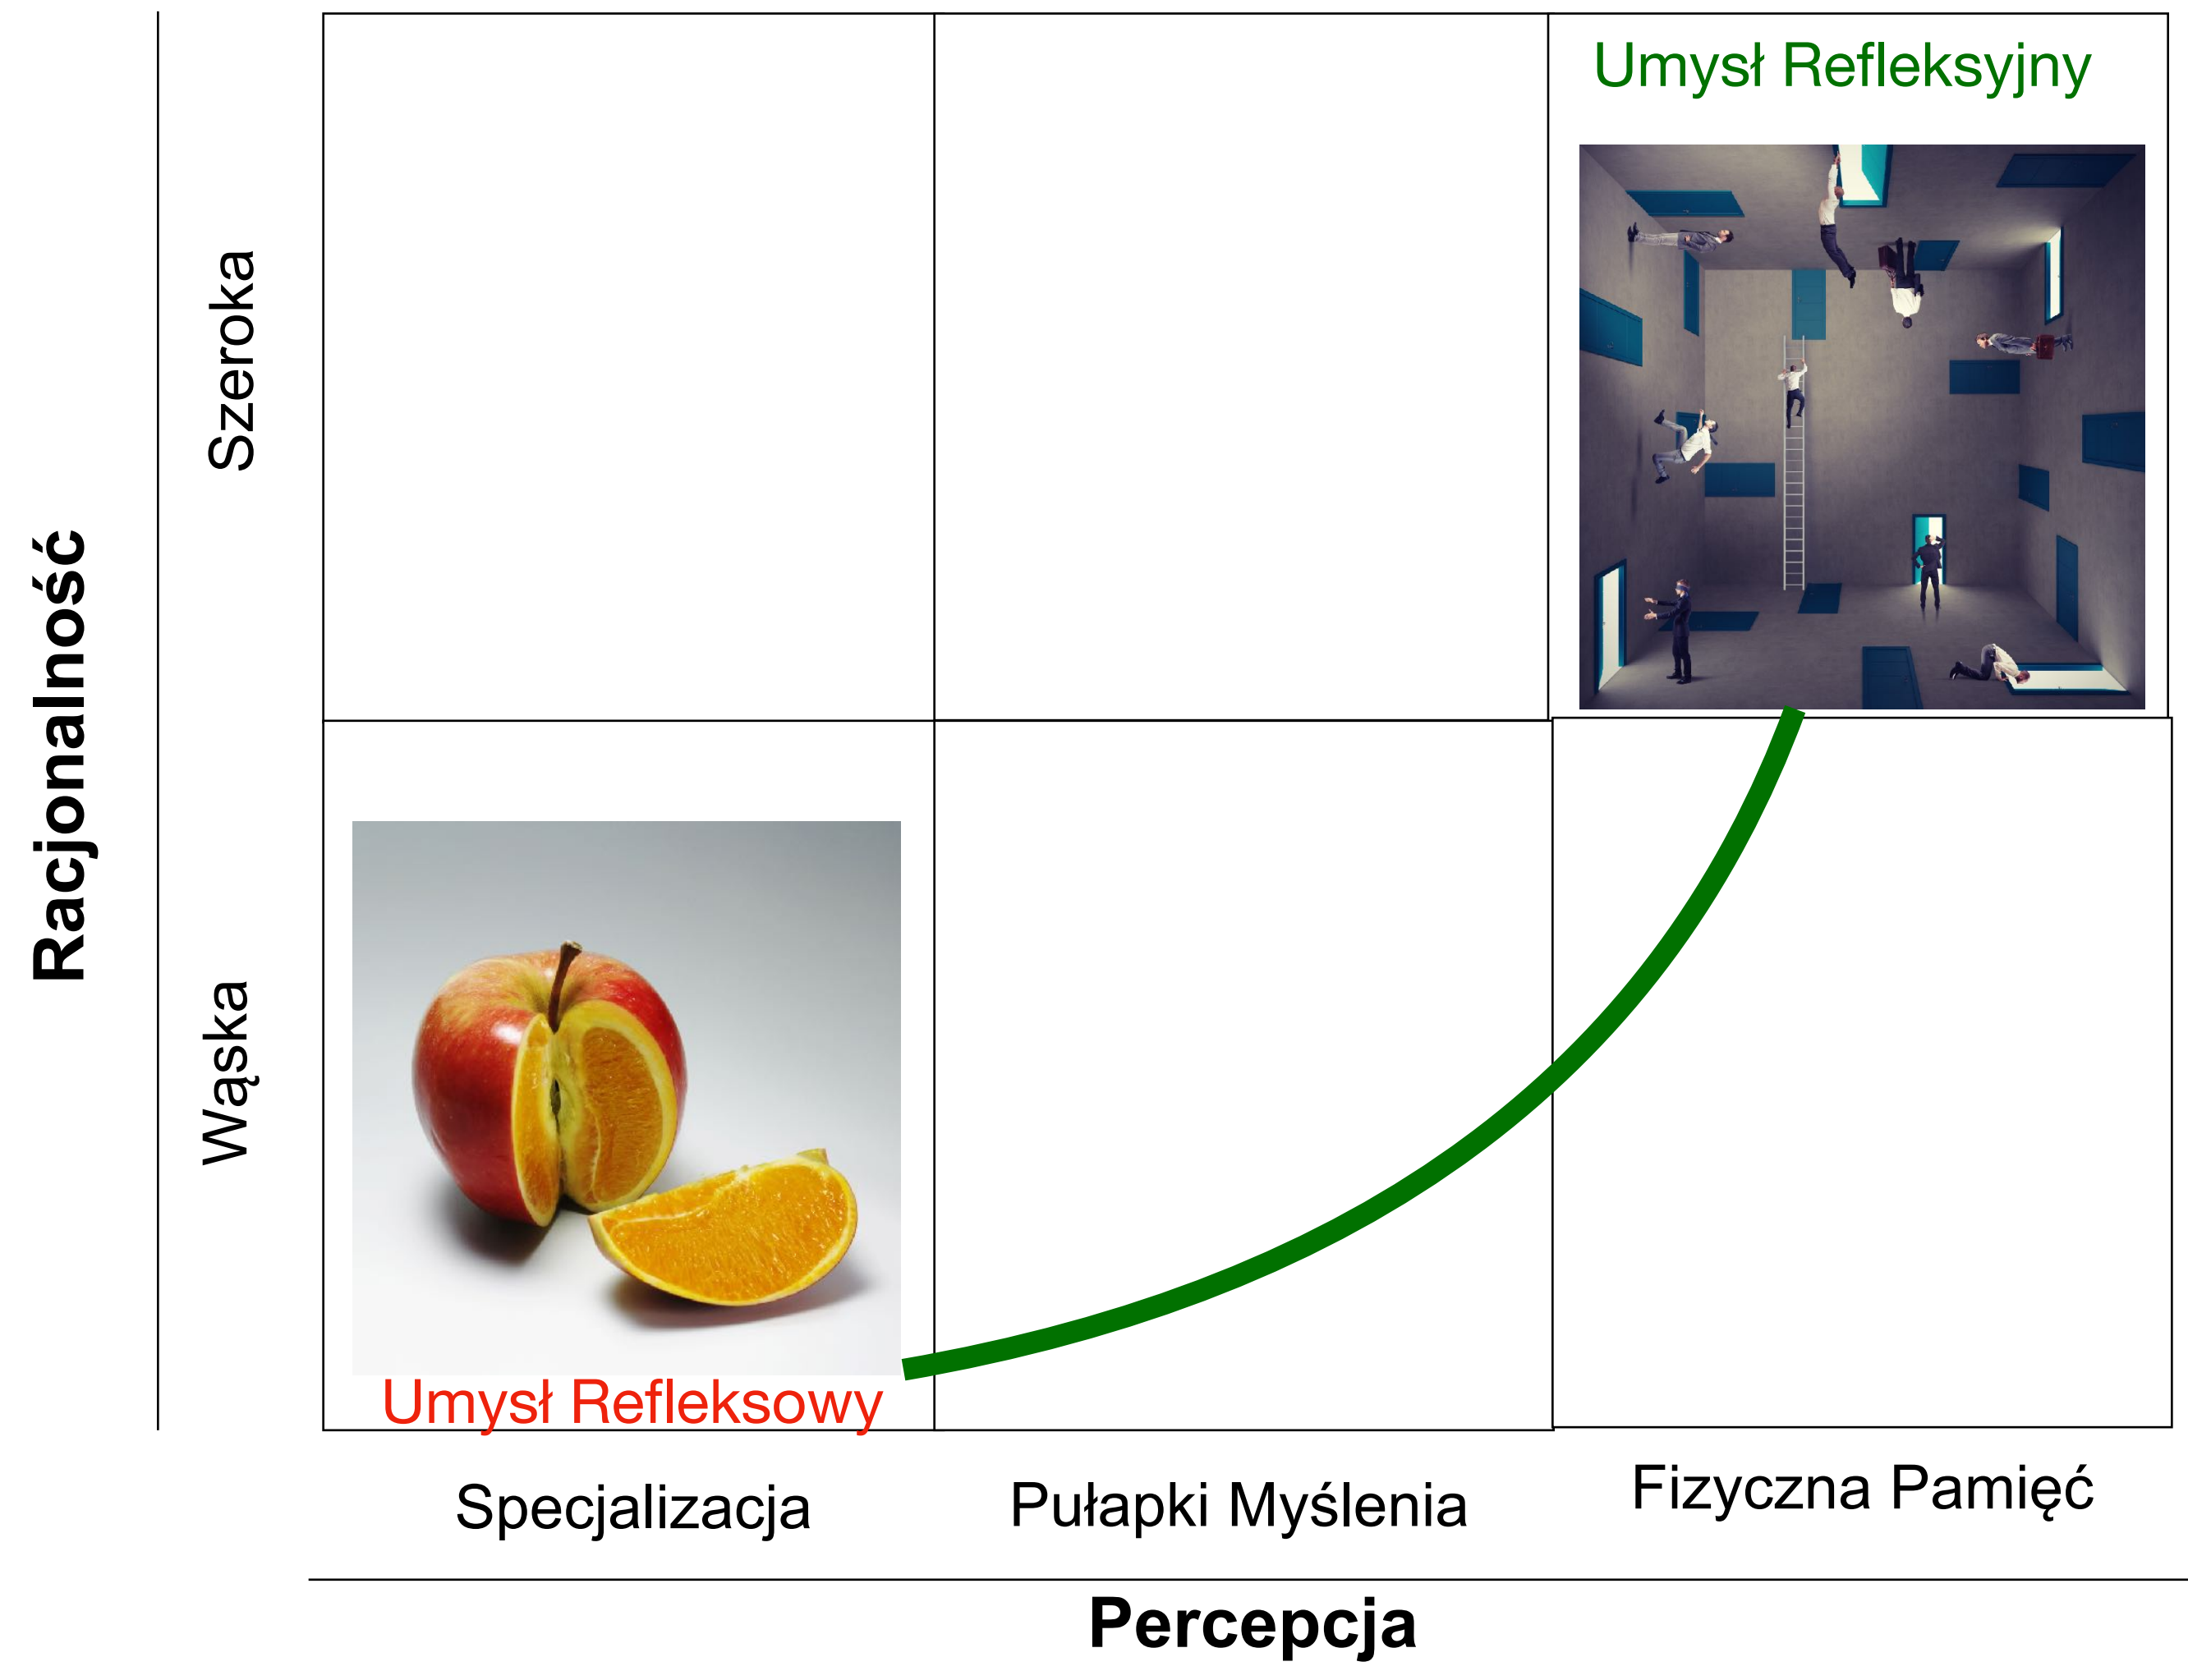 Umysł Refleksyjny
Szeroka
Racjonalność
Wąska
Umysł Refleksowy
Specjalizacja
Pułapki Myślenia
Fizyczna Pamięć
Percepcja